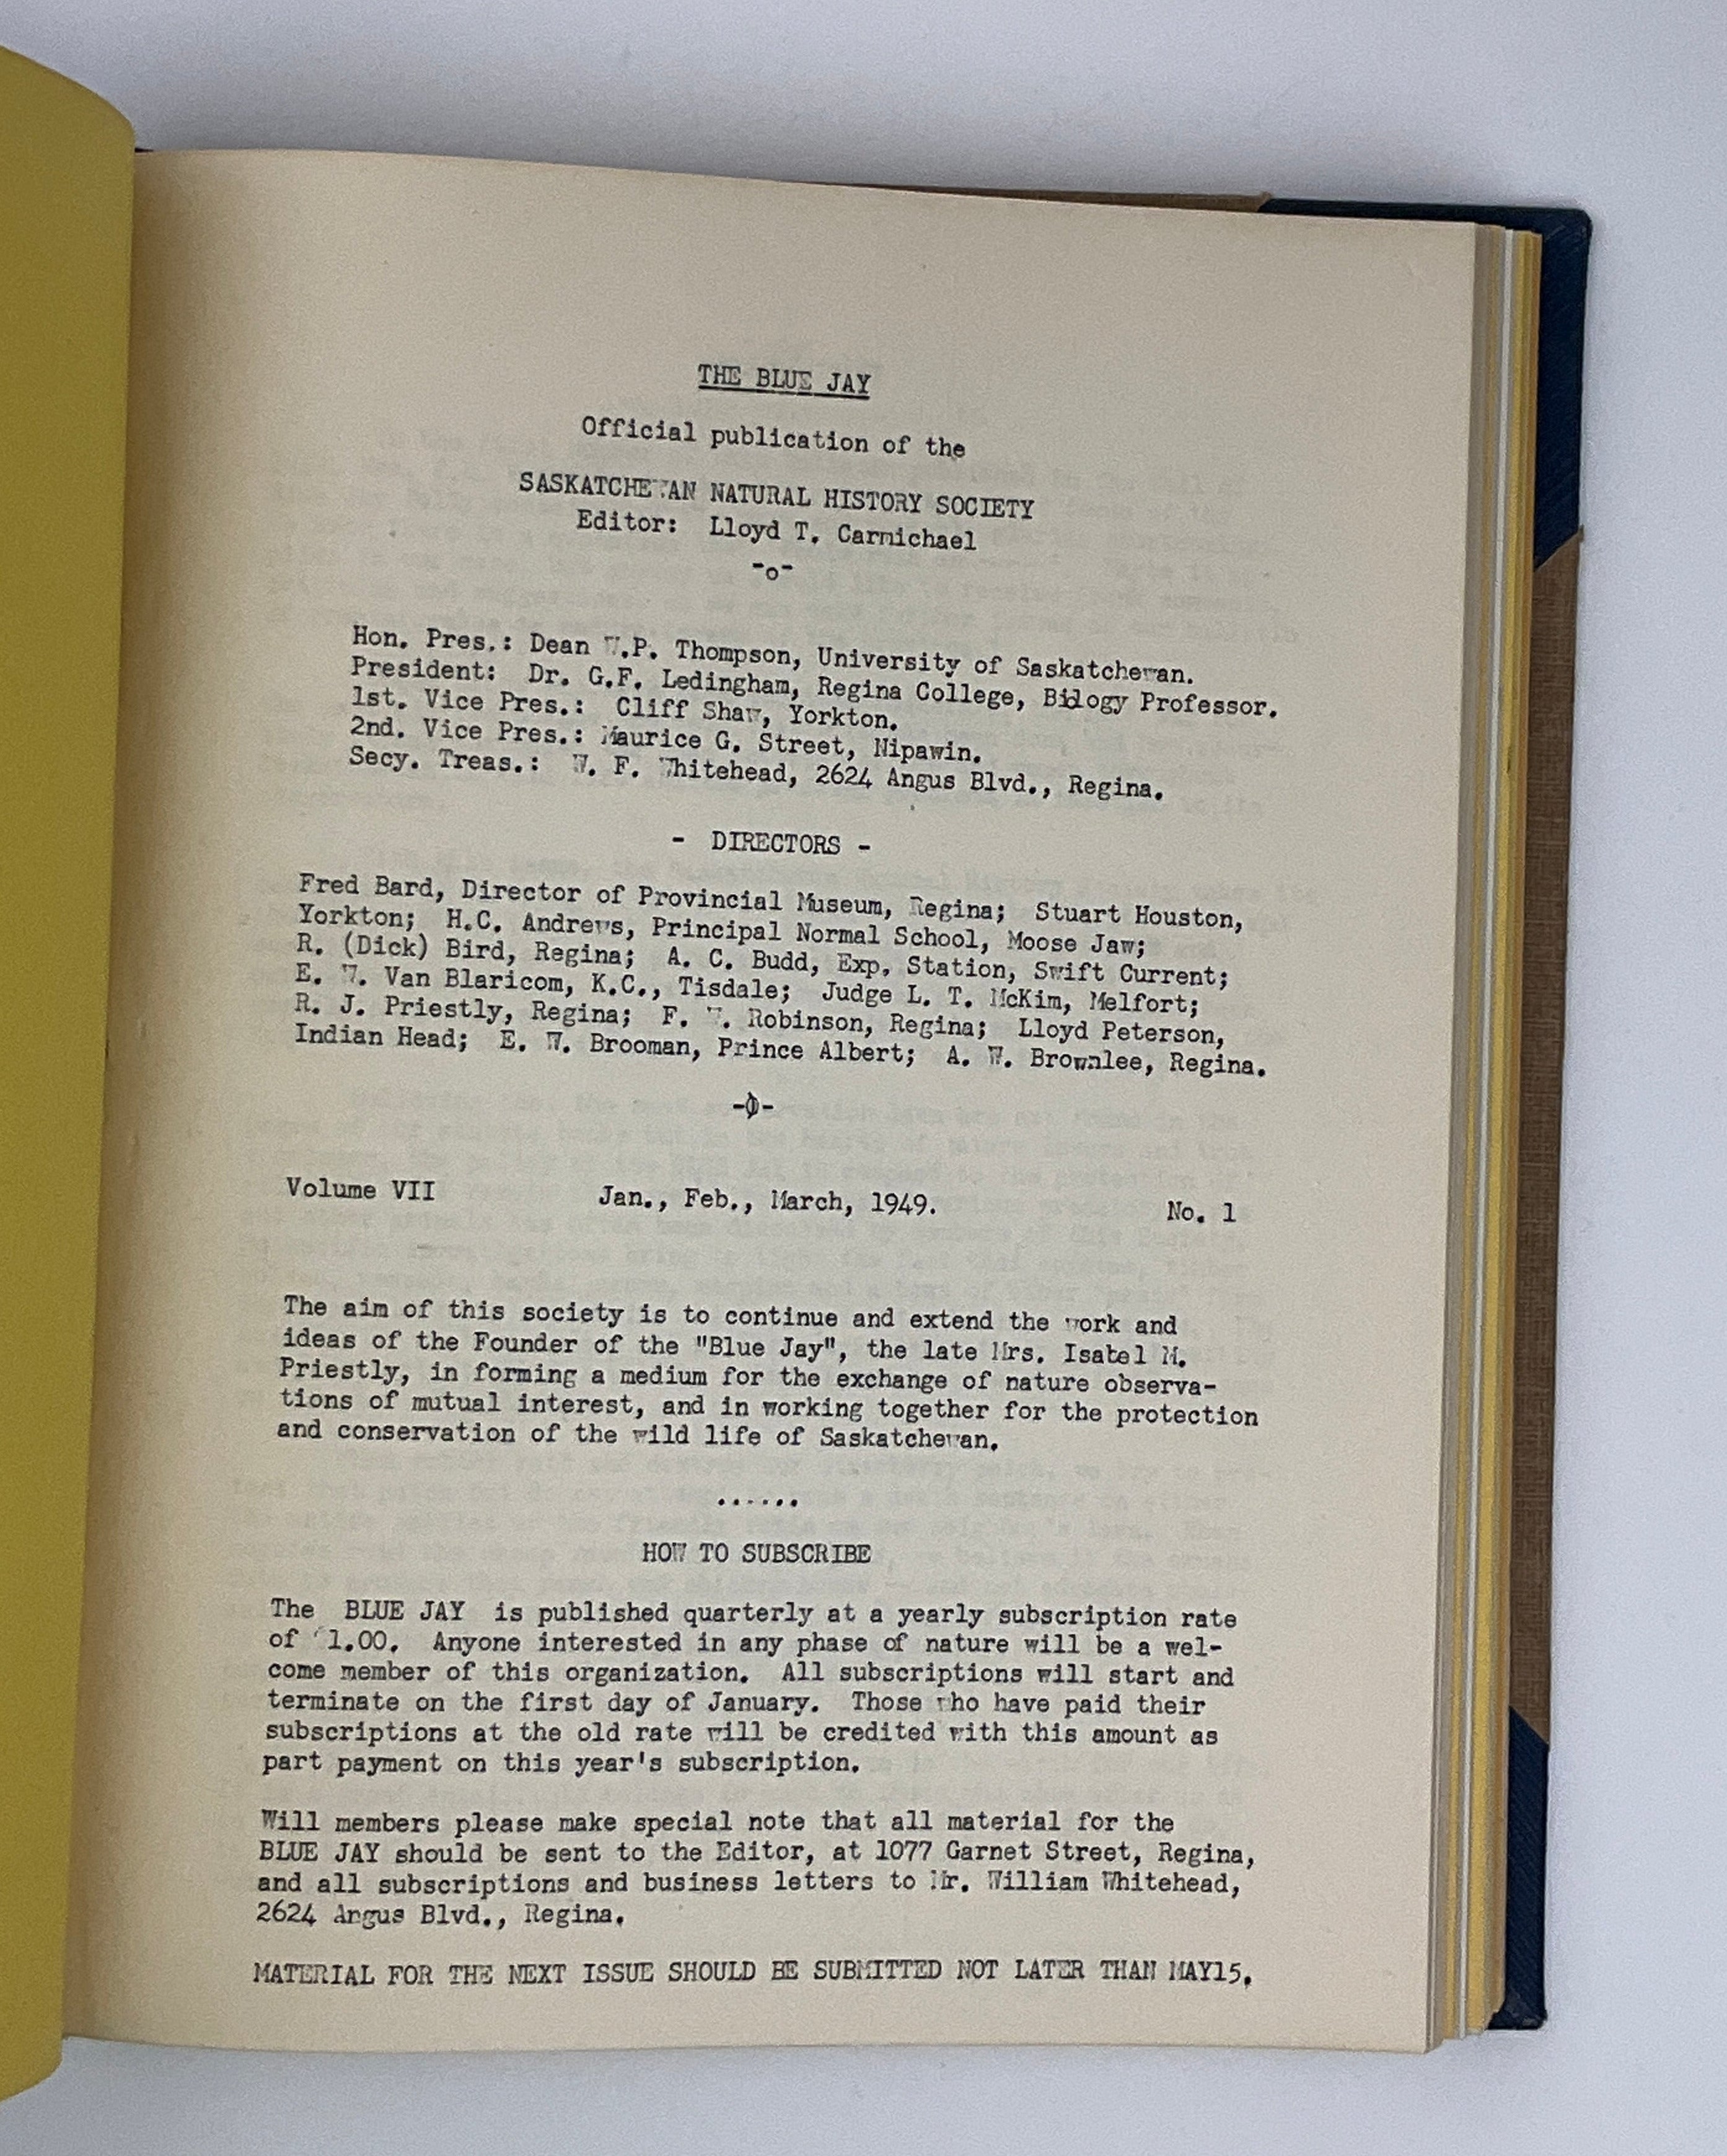 THE BLUE JAY
Official publication of the
SASKATCHEWAN NATURAL HISTORY SOCIETY
Editor: Lloyd T. Carmichael
-o-
Hon. Pres.: Dean W.P. Thompson, University of Saskatchewan.
President: Dr. G.F. Ledingham, Regina College, Biology Professor.
1st. Vice Pres.: Cliff Shaw, Yorkton.
2nd. Vice Pres.: Maurice G. Street, Nipawin.
Secy. Treas.: W. F. Whitehead, 2624 Angus Blvd., Regina.
- DIRECTORS -
Fred Bard, Director of Provincial Museum, Regina; Stuart Houston,
Yorkton; H.C. Andrews, Principal Normal School, Moose Jaw;
R. (Dick) Bird, Regina; A. C. Budd, Exp. Station, Swift Current;
E. W. Van Blaricom, K.C., Tisdale; Judge L. T. McKim, Melfort;
R. J. Priestly, Regina; F. W. Robinson, Regina; Lloyd Peterson,
Indian Head; E. W. Brooman, Prince Albert; A. W. Brownlee, Regina.
-0-
Volume VII Jan., Feb., March, 1949. No. 1
The aim of this society is to continue and extend the work and
ideas of the Founder of the "Blue Jay", the late Mrs. Isabel M.
Priestly, in forming a medium for the exchange of nature observa-
tions of mutual interest, and in working together for the protection
and conservation of the wild life of Saskatchewan.
......
HOW TO SUBSCRIBE
The BLUE JAY is published quarterly at a yearly subscription rate
of $1.00. Anyone interested in any phase of nature will be a wel-
come member of this organization. All subscriptions will start and
terminate on the first day of January. Those who have paid their
subscriptions at the old rate will be credited with this amount as
part payment on this year's subscription.
Will members please make special note that all material for the
BLUE JAY should be sent to the Editor, at 1077 Garnet Street, Regina,
and all subscriptions and business letters to Mr. William Whitehead,
2624 Angus Blvd., Regina.
MATERIAL FOR THE NEXT ISSUE SHOULD BE SUBMITTED NOT LATER THAN MAY15.